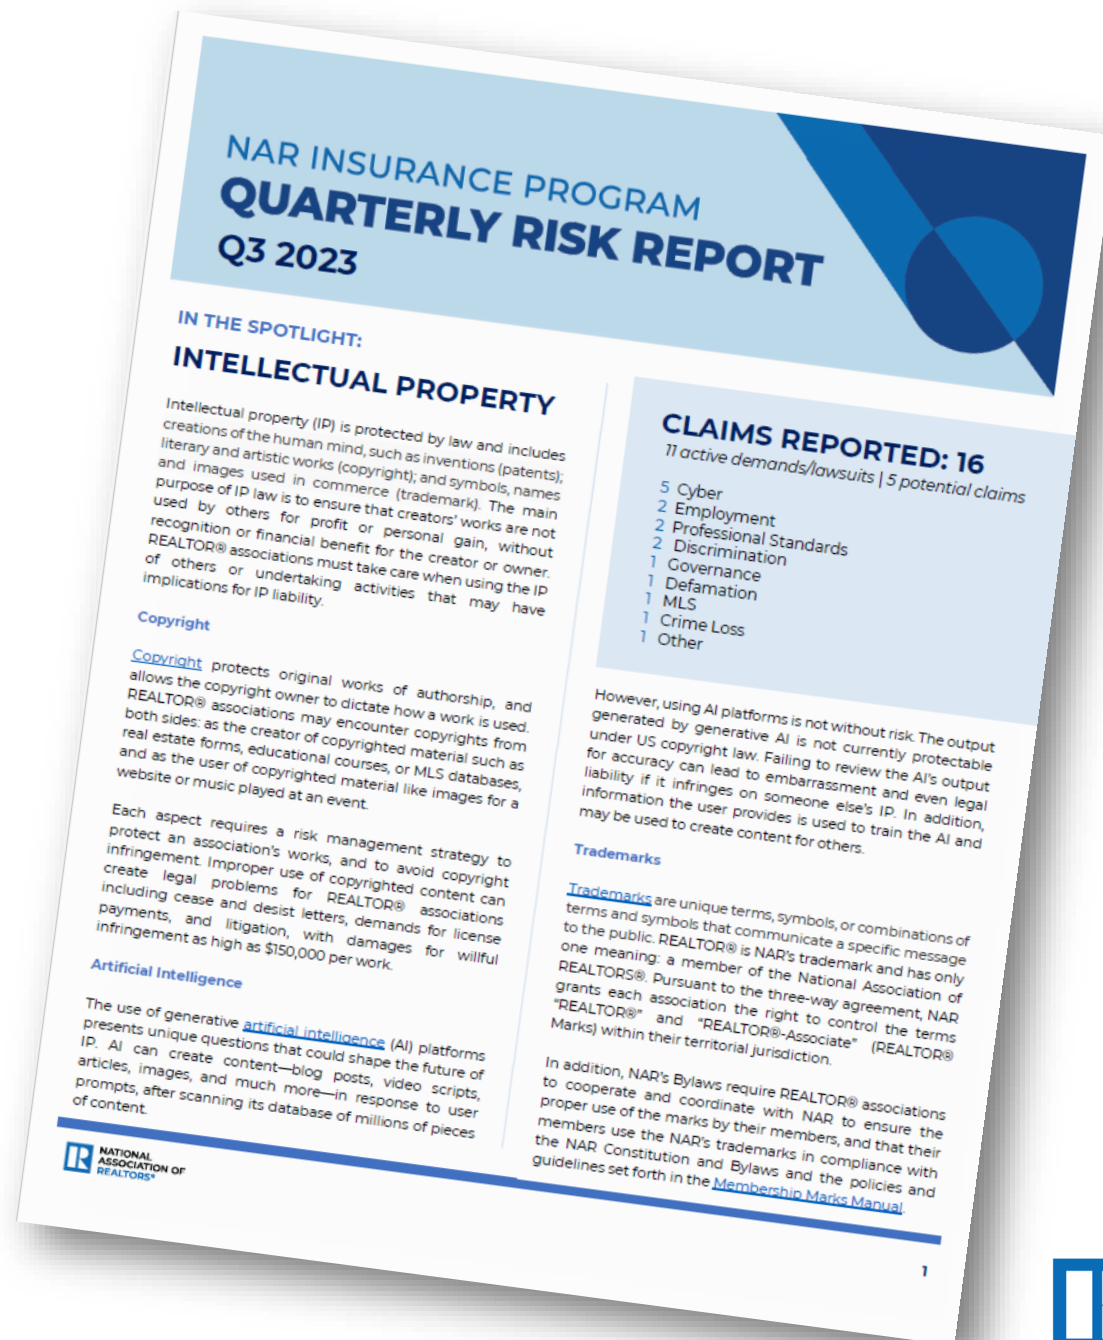 NAR INSURANCE PROGRAM
QUARTERLY RISK REPORT
Q3 2023
IN THE SPOTLIGHT:
INTELLECTUAL PROPERTY
Intellectual property (IP) is protected by law and includes
creations of the human mind, such as inventions (patents);
literary and artistic works (copyright); and symbols, names
and images used in commerce (trademark). The main
purpose of IP law is to ensure that creators' works are not
used by others for profit or personal gain, without
recognition or financial benefit for the creator or owner.
REALTOR® associations must take care when using the IP
of others or undertaking activities that may have
implications for IP liability.
Copyright
Copyright protects original works of authorship, and
allows the copyright owner to dictate how a work is used.
REALTOR® associations may encounter copyrights from
both sides: as the creator of copyrighted material such as
real estate forms, educational courses, or MLS databases,
and as the user of copyrighted material like images for a
website or music played at an event.
Each aspect requires a risk management strategy to
protect an association's works, and to avoid copyright
infringement. Improper use of copyrighted content can
create legal problems for REALTOR® associations
including cease and desist letters, demands for license
payments, and litigation, with damages for willful
infringement as high as $150,000 per work.
Artificial Intelligence
The use of generative artificial intelligence (AI) platforms
presents unique questions that could shape the future of
IP. AI can create content—blog posts, video scripts,
articles, images, and much more—in response to user
prompts, after scanning its database of millions of pieces
of content.
CLAIMS REPORTED: 16
11 active demands/lawsuits | 5 potential claims
5 Cyber
2 Employment
2 Professional Standards
2 Discrimination
1 Governance
1 Defamation
1 MLS
1 Crime Loss
1 Other
However, using AI platforms is not without risk. The output
generated by generative AI is not currently protectable
under US copyright law. Failing to review the AI's output
for accuracy can lead to embarrassment and even legal
liability if it infringes on someone else's IP. In addition,
information the user provides is used to train the AI and
may be used to create content for others.
Trademarks
Trademarks are unique terms, symbols, or combinations of
terms and symbols that communicate a specific message
to the public. REALTOR® is NAR's trademark and has only
one meaning: a member of the National Association of
REALTORS®. Pursuant to the three-way agreement, NAR
grants each association the right to control the terms
"REALTOR®" and "REALTOR®-Associate" (REALTOR®
Marks) within their territorial jurisdiction.
In addition, NAR's Bylaws require REALTOR® associations
to cooperate and coordinate with NAR to ensure the
proper use of the marks by their members, and that their
members use the NAR's trademarks in compliance with
the NAR Constitution and Bylaws and the policies and
guidelines set forth in the Membership Marks Manual.
NATIONAL
ASSOCIATION OF
REALTORS®
1